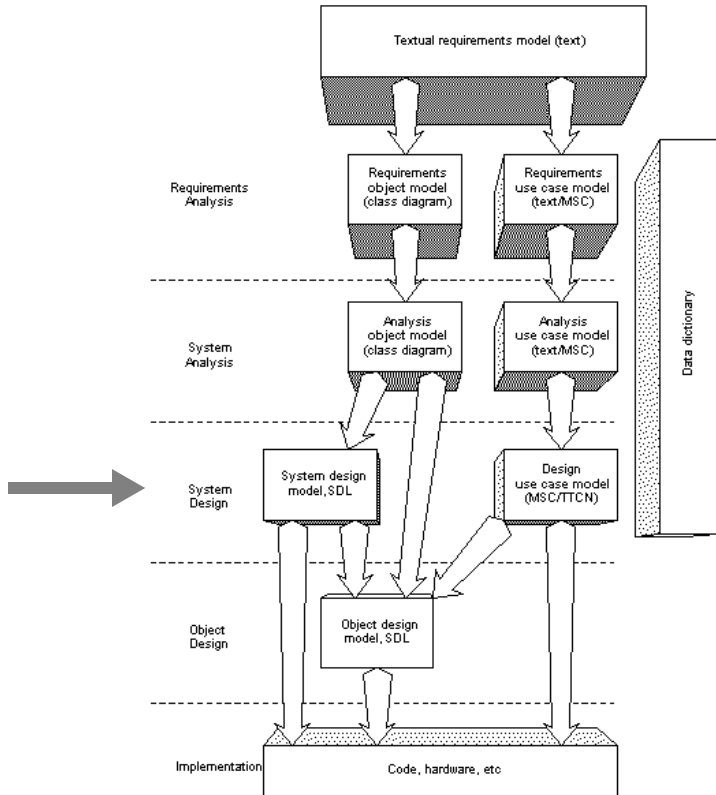 Textual requirements model (text)
Requirements
Analysis
Requirements
object model
(class diagram)
Requirements
use case model
(text/MSC)
Data dictionary
System
Analysis
Analysis
object model
(class diagram)
Analysis
use case model
(text/MSC)
System
Design
System design
model, SDL
Design
use case model
(MSC/TTCN)
Object
Design
Object design
model, SDL
Implementation
Code, hardware, etc